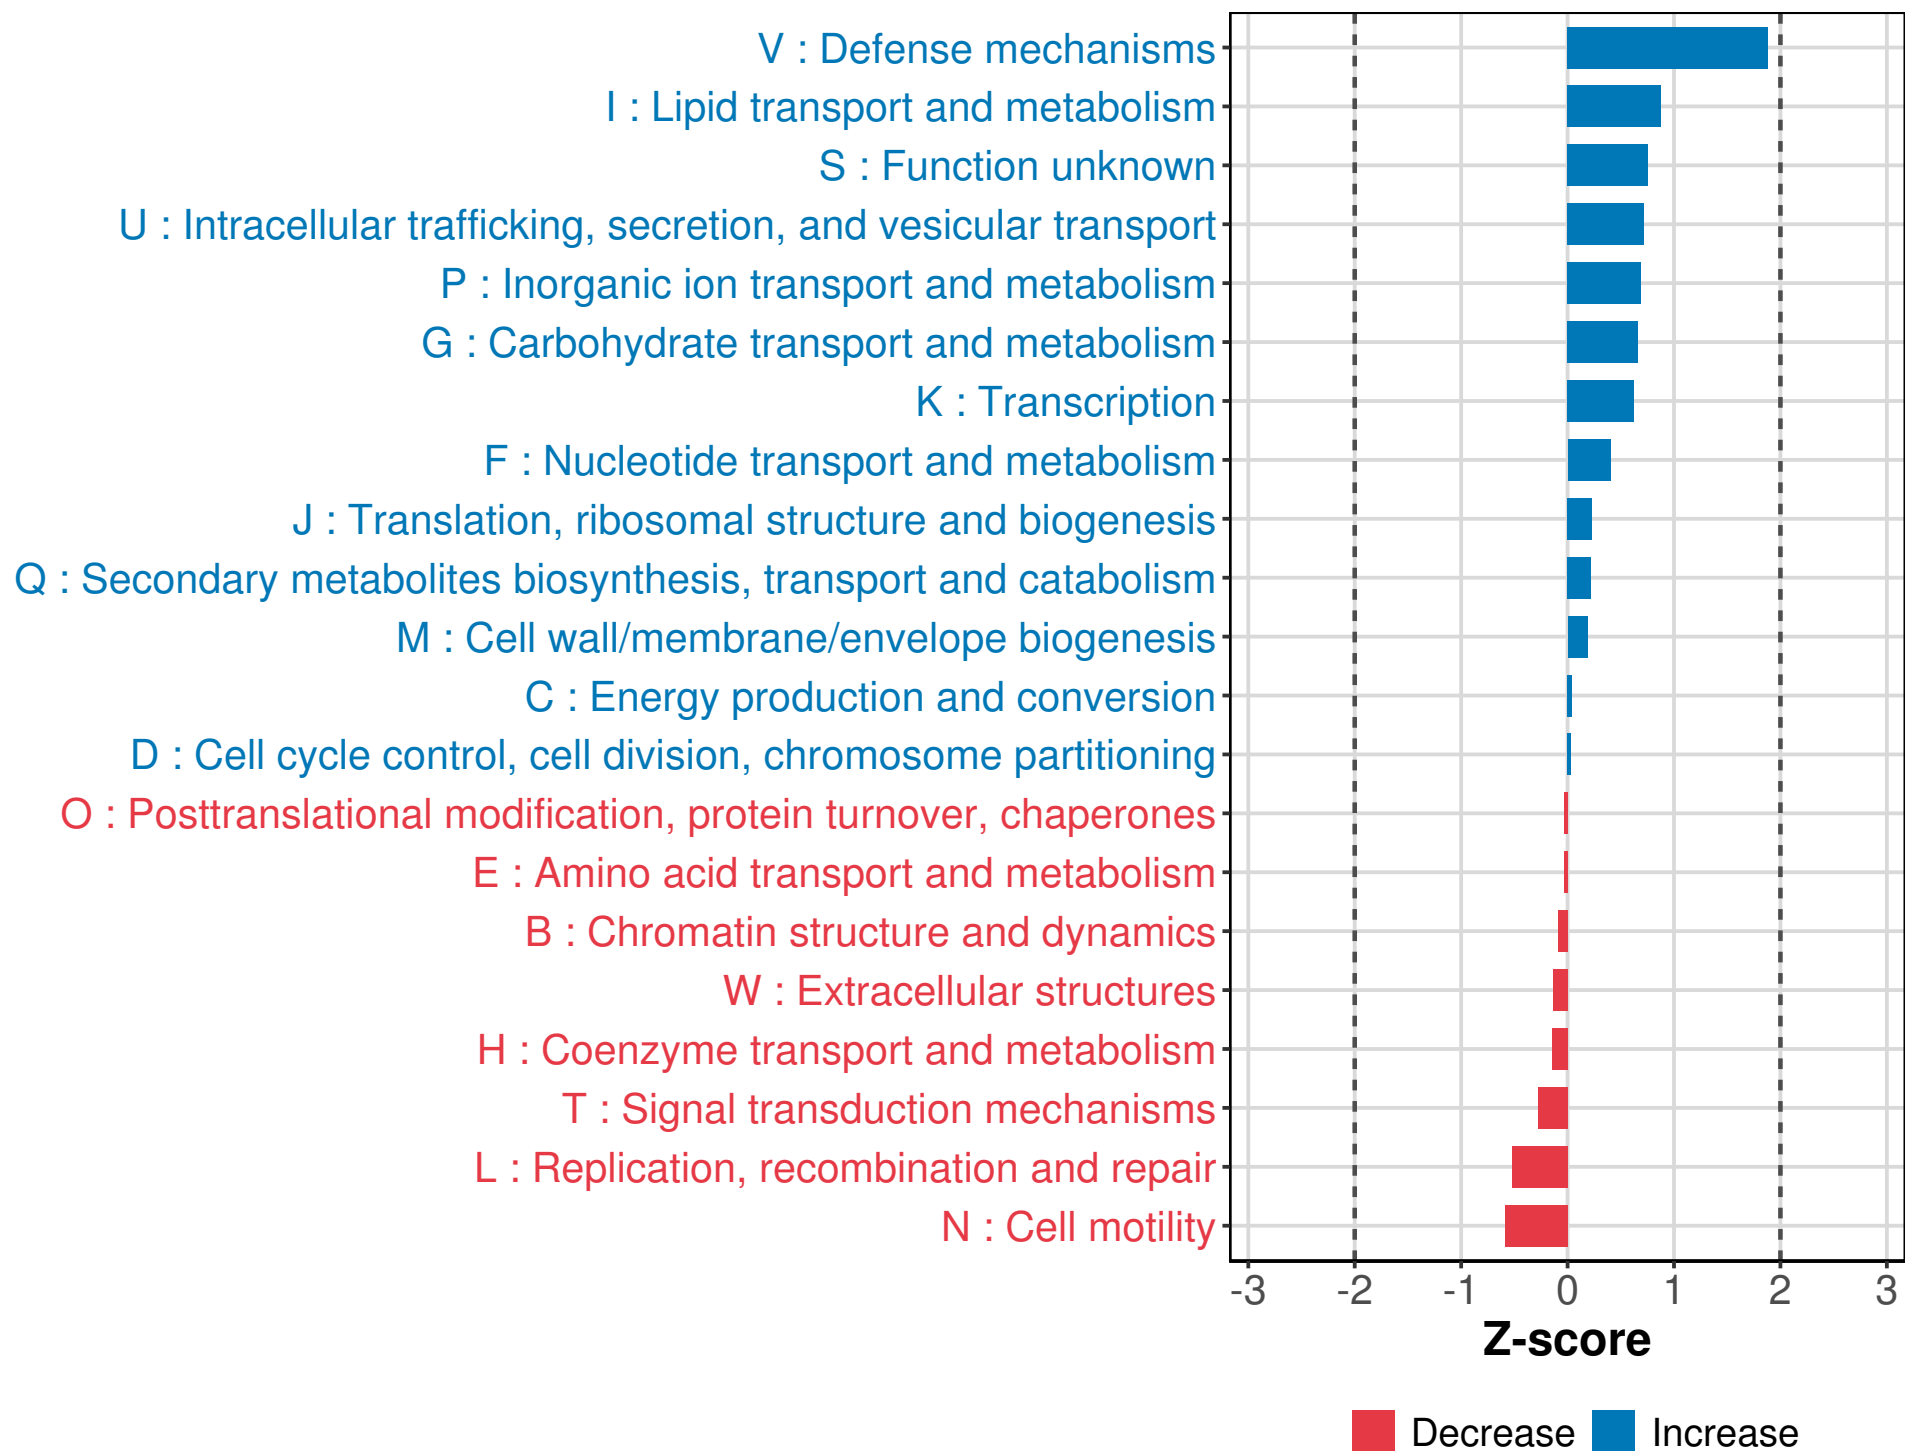 V : Defense mechanisms
I : Lipid transport and metabolism
S : Function unknown
U : Intracellular trafficking, secretion, and vesicular transport
P : Inorganic ion transport and metabolism
G : Carbohydrate transport and metabolism
K : Transcription
F : Nucleotide transport and metabolism
J : Translation, ribosomal structure and biogenesis
Q : Secondary metabolites biosynthesis, transport and catabolism
M : Cell wall/membrane/envelope biogenesis
C : Energy production and conversion
D : Cell cycle control, cell division, chromosome partitioning
O : Posttranslational modification, protein turnover, chaperones
E : Amino acid transport and metabolism
B : Chromatin structure and dynamics
W : Extracellular structures
H : Coenzyme transport and metabolism
T : Signal transduction mechanisms
L : Replication, recombination and repair
N : Cell motility
-3 -2 -1 0 1 2 3
Z-score
Decrease Increase